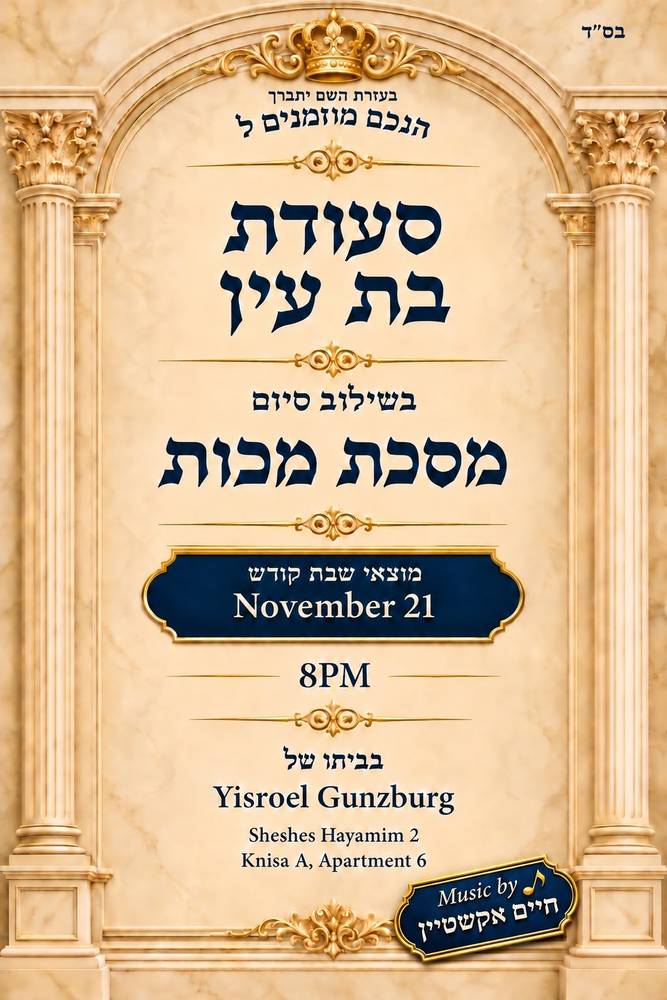 בס״ד
בעזרת השם יתברך
הנכם מוזמנים ל
סעודת
בת עין
בשילוב סיום
מסכת מכות
מוצאי שבת קודש
November 21
8PM
בביתו של
Yisroel Gunzburg
Sheshes Hayamim 2
Knisa A, Apartment 6
Music by
חיים אקשטיין